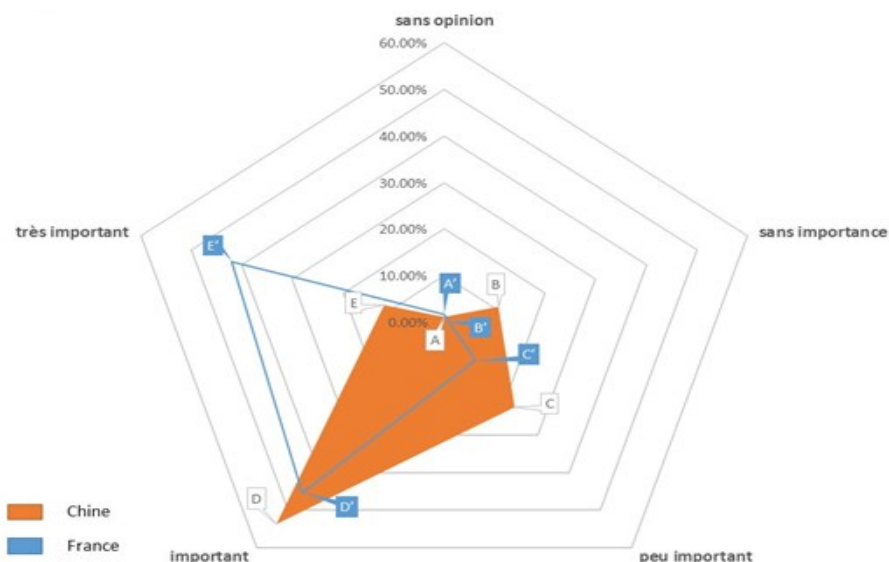 sans opinion
60.00%
50.00%
40.00%
30.00%
20.00%
10.00%
0.00%
très important
sans importance
E'
A'
B
E
B'
A
C'
C
D
D'
Chine
France
important
peu important